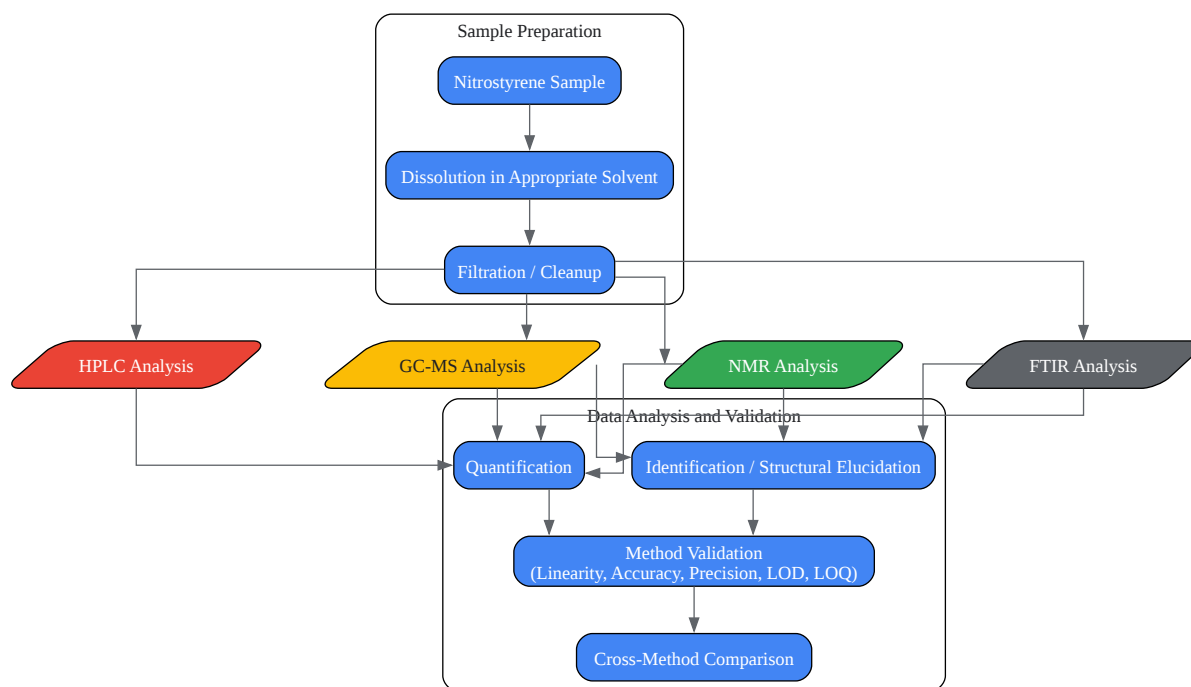 Sample Preparation
Nitrostyrene Sample
Dissolution in Appropriate Solvent
Filtration / Cleanup
HPLC Analysis
GC-MS Analysis
NMR Analysis
FTIR Analysis
Data Analysis and Validation
Quantification
Identification / Structural Elucidation
Method Validation
(Linearity, Accuracy, Precision, LOD, LOQ)
Cross-Method Comparison